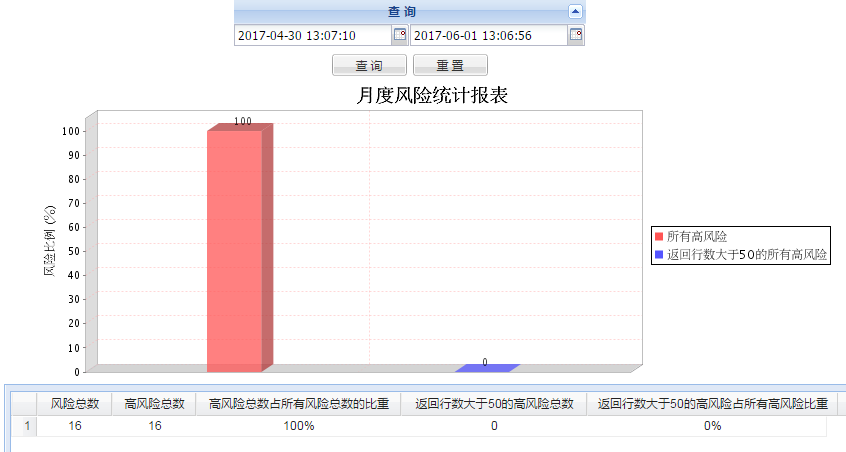 查 询
2017-04-30 13:07:10 2017-06-01 13:06:56
查 询 重 置
月度风险统计报表
风险比例 (%)
100
90
80
70
60
50
40
30
20
10
0
100
0
所有高风险
返回行数大于50的所有高风险
风险总数 高风险总数 高风险总数占所有风险总数的比重 返回行数大于50的高风险总数 返回行数大于50的高风险占所有高风险比重
1 16 16 100% 0 0%